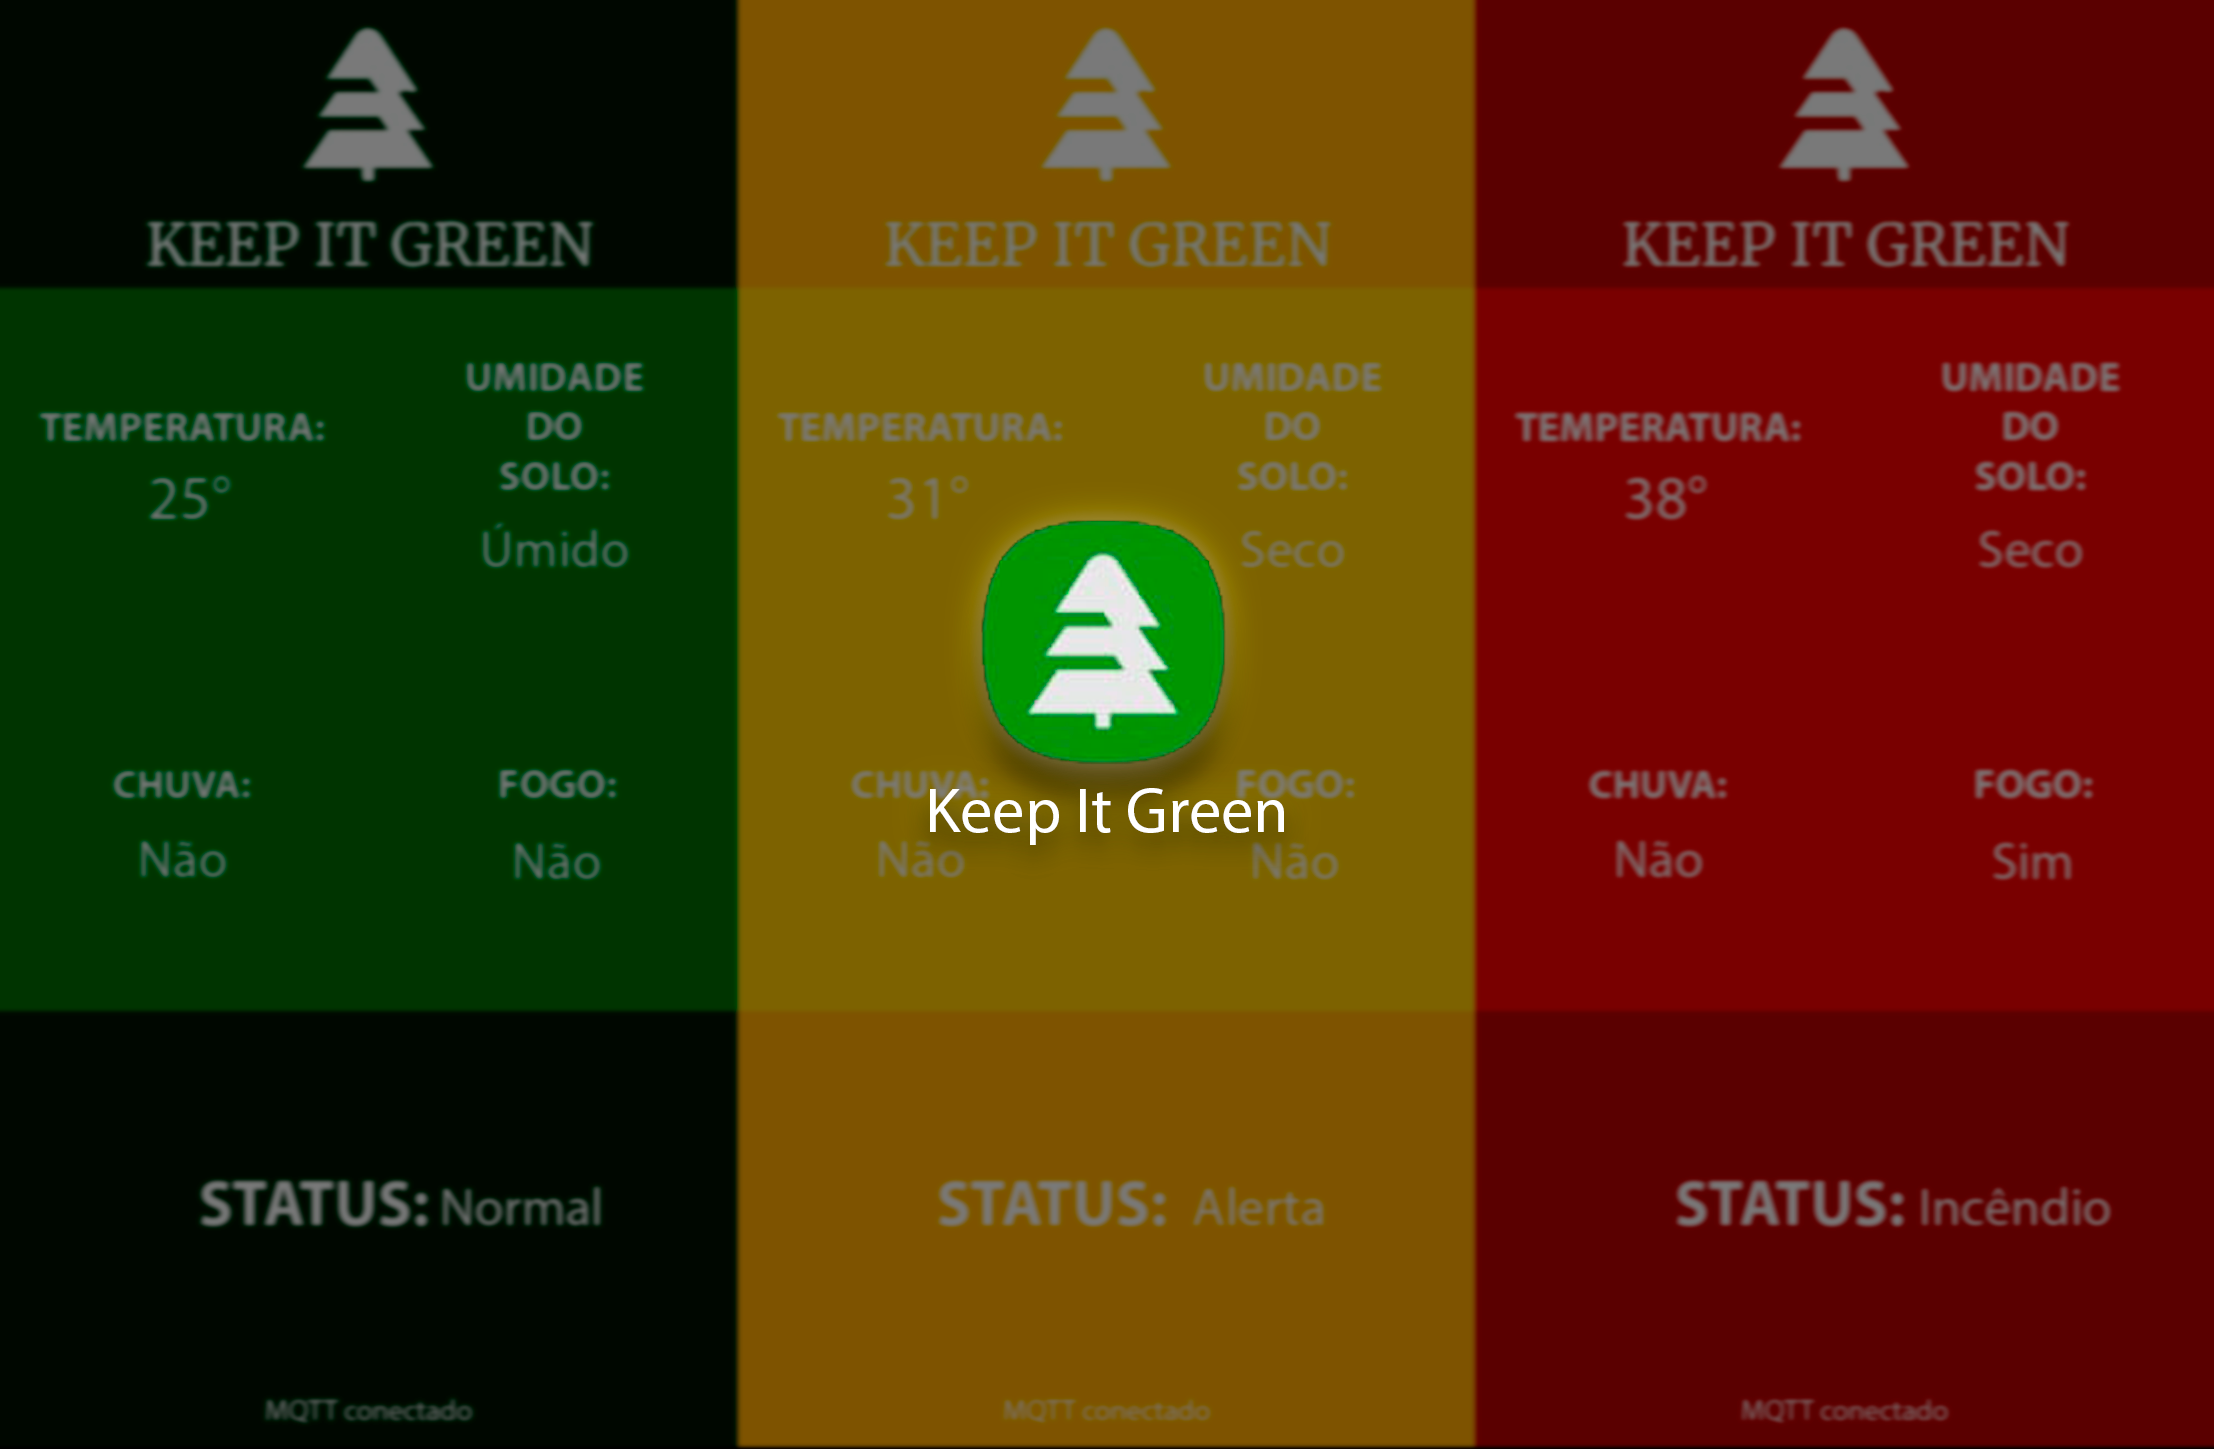 KEEP IT GREEN
TEMPERATURA:
25°
UMIDADE
DO
SOLO:
Úmido
CHUVA:
Não
FOGO:
Não
STATUS: Normal
MQTT conectado
KEEP IT GREEN
TEMPERATURA:
31°
UMIDADE
DO
SOLO:
Seco
CHUVA:
Não
FOGO:
Não
STATUS: Alerta
MQTT conectado
Keep It Green
KEEP IT GREEN
TEMPERATURA:
38°
UMIDADE
DO
SOLO:
Seco
CHUVA:
Não
FOGO:
Sim
STATUS: Incêndio
MQTT conectado